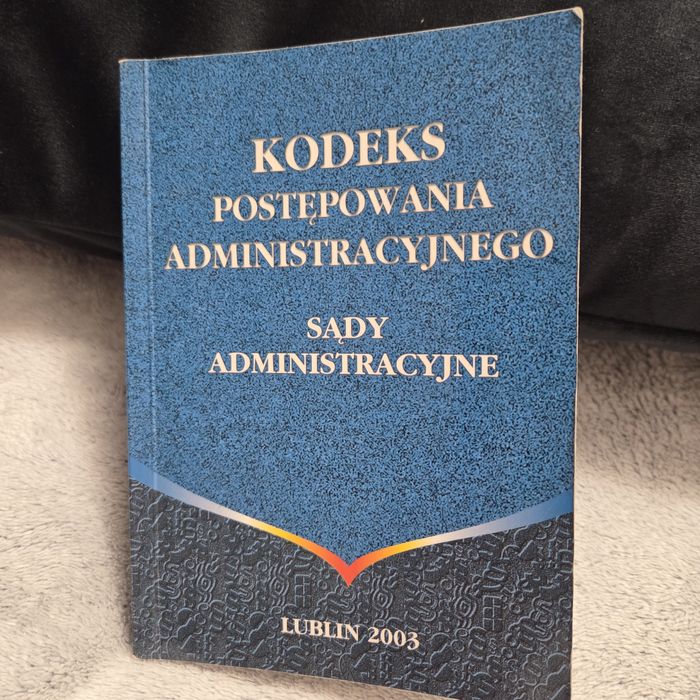 KODEKS
POSTĘPOWANIA
ADMINISTRACYJNEGO
SĄDY
ADMINISTRACYJNE
LUBLIN 2003